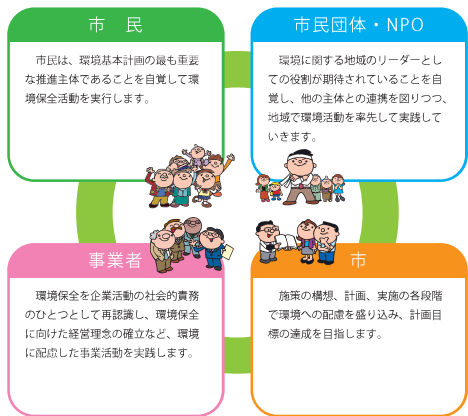 市　民
市民は、環境基本計画の最も重要
な推進主体であることを自覚して環
境保全活動を実行します。
市民団体・NPO
環境に関する地域のリーダーとし
ての役割が期待されていることを自
覚し、他の主体との連携を図りつつ、
地域で環境活動を率先して実践して
いきます。
事業者
環境保全を企業活動の社会的責務
のひとつとして再認識し、環境保全
に向けた経営理念の確立など、環境
に配慮した事業活動を実践します。
市
施策の構想、計画、実施の各段階
で環境への配慮を盛り込み、計画目
標の達成を目指します。